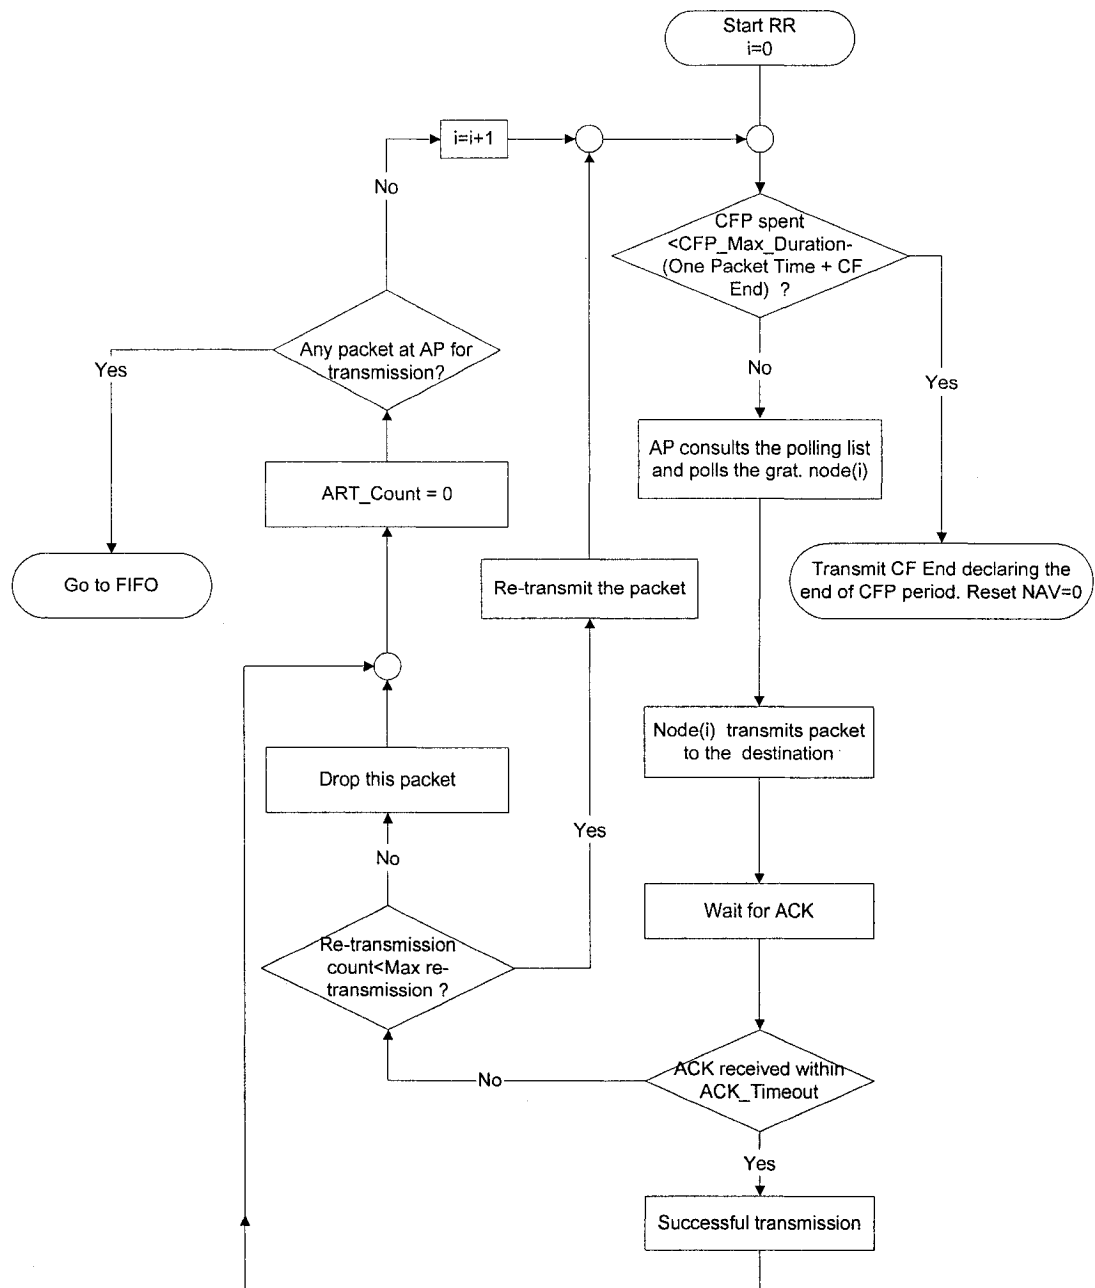 Start RR
i=0
i=i+1
No
CFP spent
<CFP_Max_Duration-
(One Packet Time + CF
End) ?
Any packet at AP for
transmission?
Yes
No
Yes
AP consults the polling list
and polls the grat. node(i)
ART_Count = 0
Go to FIFO
Re-transmit the packet
Transmit CF End declaring the
end of CFP period. Reset NAV=0
Node(i) transmits packet
to the destination
Drop this packet
Yes
No
Wait for ACK
Re-transmission
count<Max re-
transmission ?
No
ACK received within
ACK_Timeout
Yes
Successful transmission